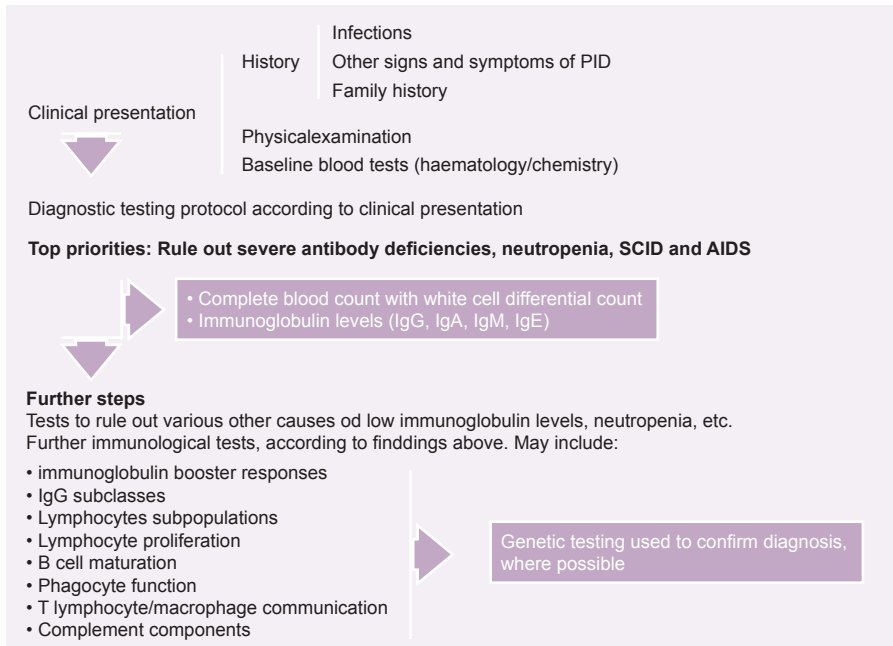 Infections
History
Other signs and symptoms of PID
Family history
Clinical presentation
Physicalexamination
Baseline blood tests (haematology/chemistry)
Diagnostic testing protocol according to clinical presentation
Top priorities: Rule out severe antibody deficiencies, neutropenia, SCID and AIDS
• Complete blood count with white cell differential count
• Immunoglobulin levels (IgG, IgA, IgM, IgE)
Further steps
Tests to rule out various other causes od low immunoglobulin levels, neutropenia, etc.
Further immunological tests, according to finddings above. May include:
• immunoglobulin booster responses
• IgG subclasses
• Lymphocytes subpopulations
• Lymphocyte proliferation
• B cell maturation
• Phagocyte function
• T lymphocyte/macrophage communication
• Complement components
Genetic testing used to confirm diagnosis,
where possible